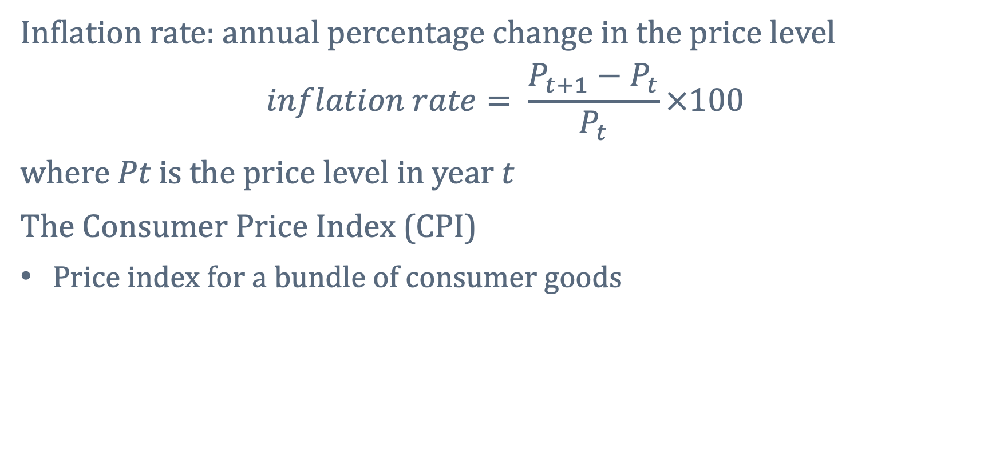 Inflation rate: annual percentage change in the price level
inflation rate = \frac{P_{t+1} − P_t}{P_t} ×100
where Pt is the price level in year t
The Consumer Price Index (CPI)
• Price index for a bundle of consumer goods